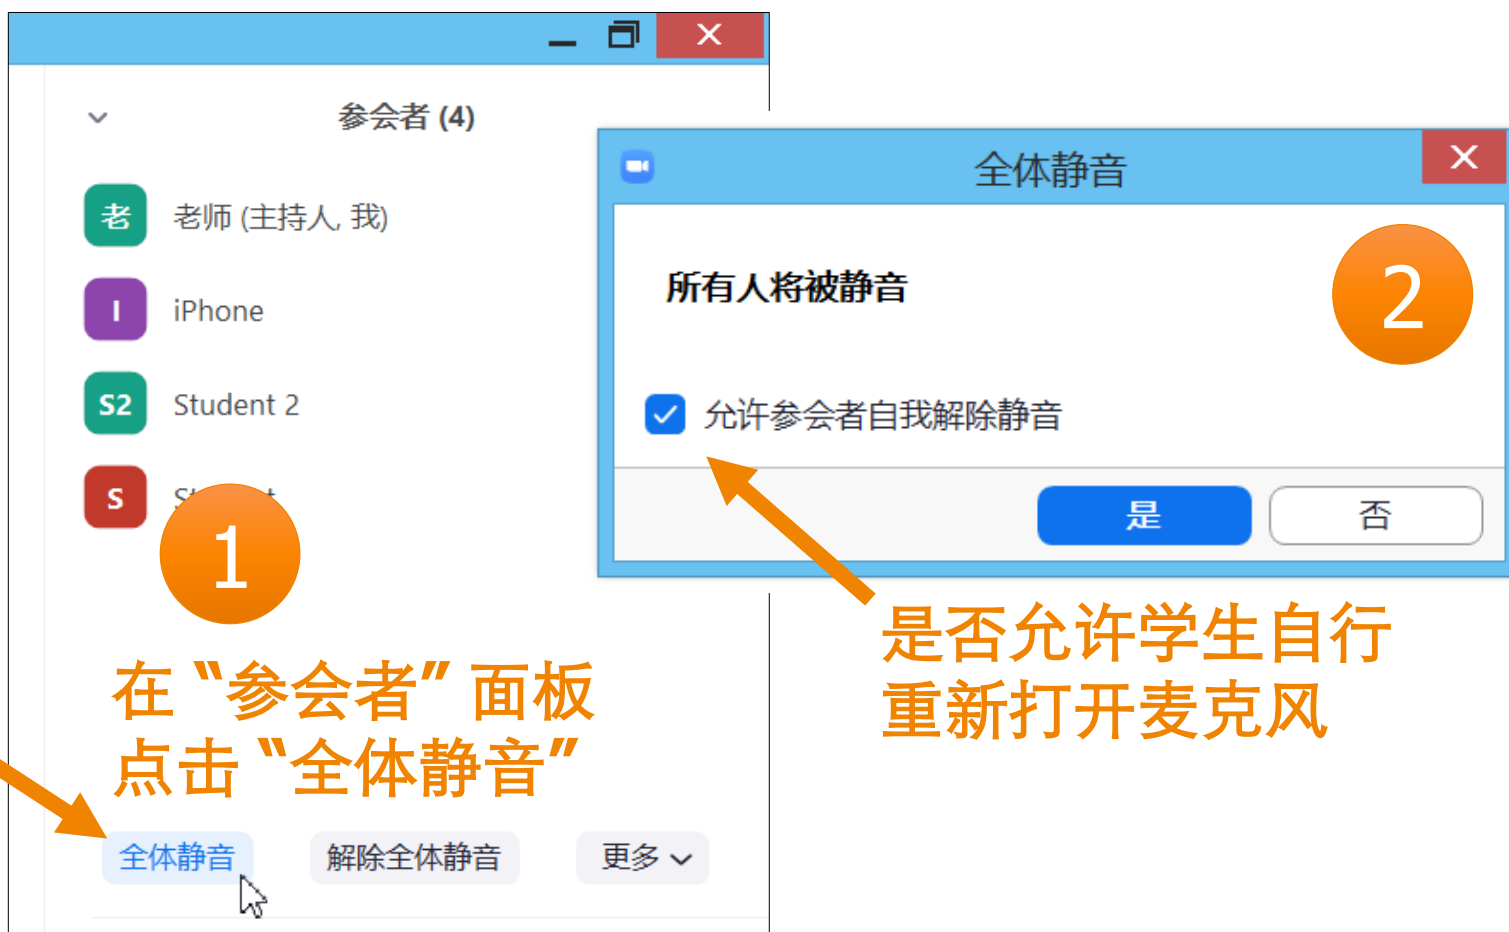 参会者 (4)
老 老师 (主持人, 我)
I iPhone
S2 Student 2
S
1
在 “参会者” 面板
点击 “全体静音”
全体静音 解除全体静音 更多
全体静音
所有人将被静音
2
允许参会者自我解除静音
是 否
是否允许学生自行
重新打开麦克风